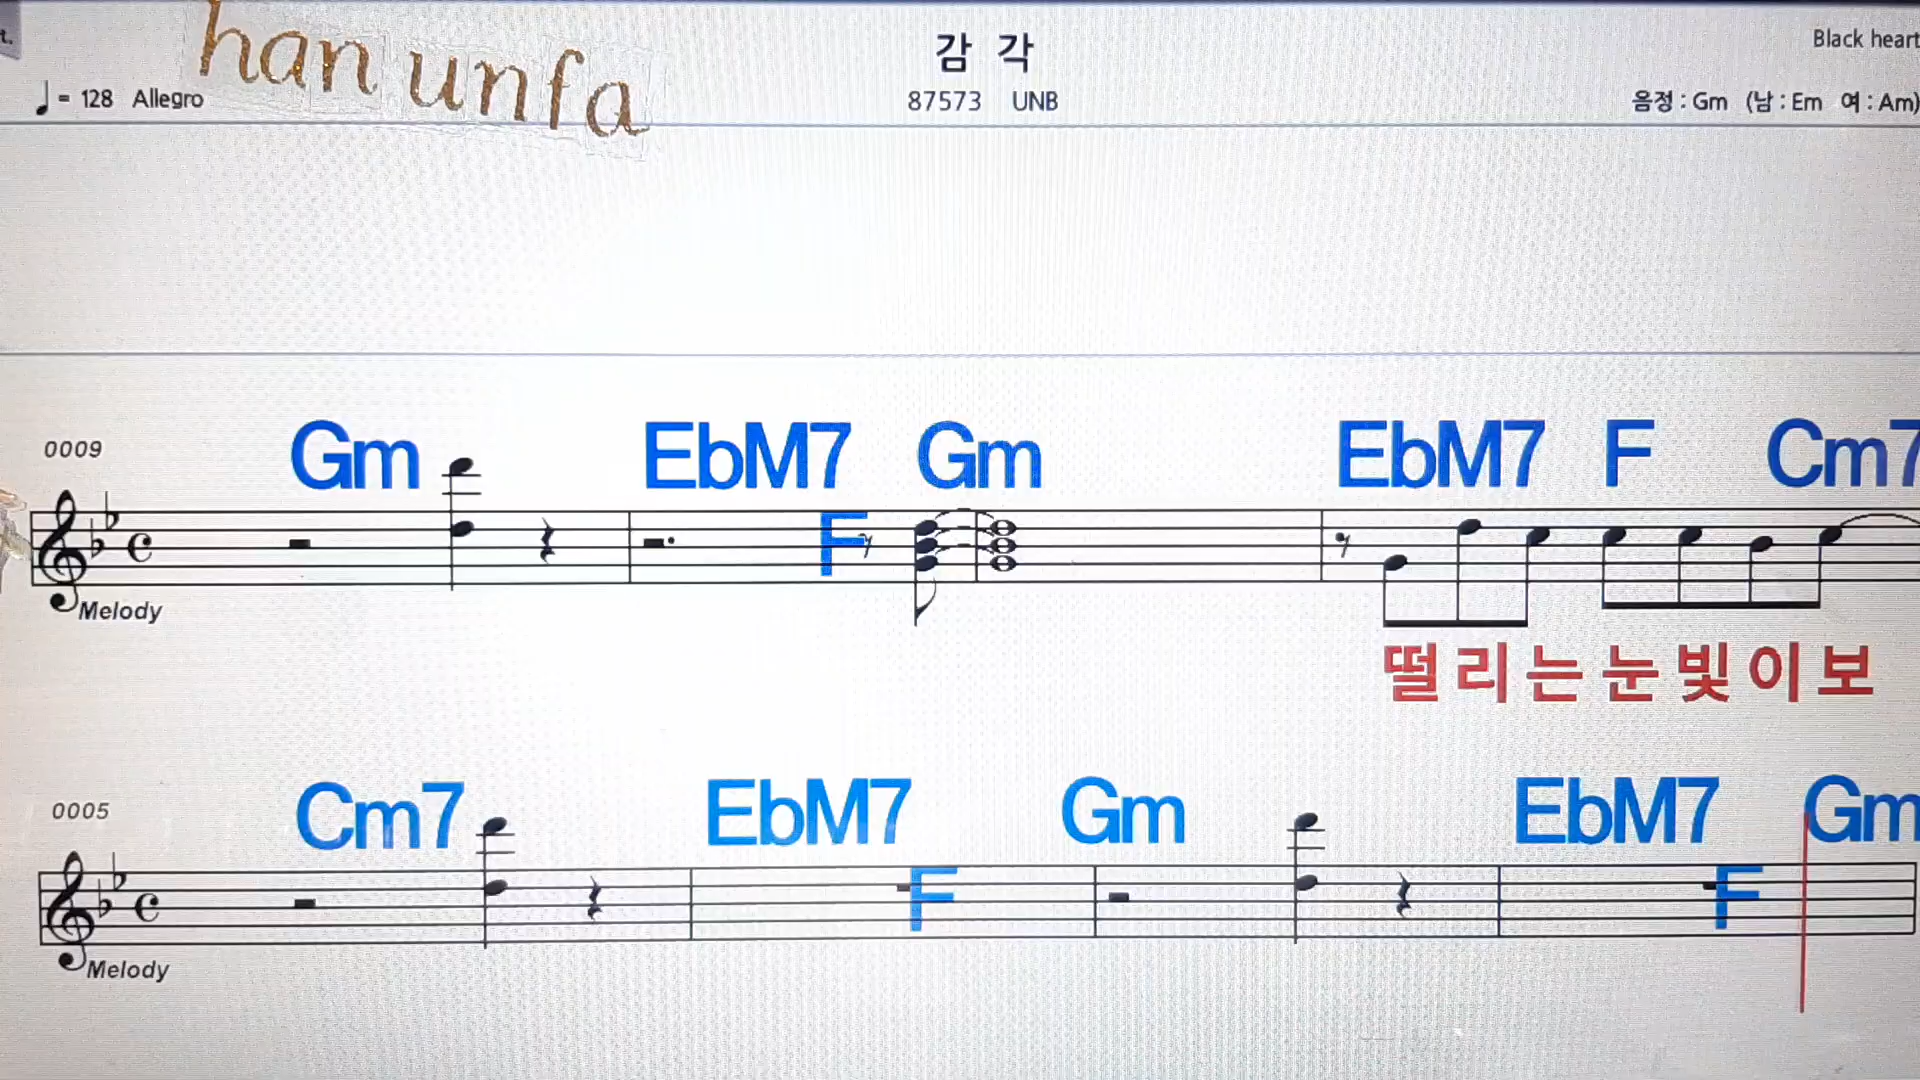 t.
han unfa
감 각
Black heart
♩= 128 Allegro
87573 UNB
음정 : Gm (남 : Em 여 : Am)
Gm EbM7 Gm EbM7 F Cm7
0009
F
Melody
떨 리 는 눈 빛 이 보
Cm7 EbM7 Gm EbM7 Gm
0005
F F
Melody